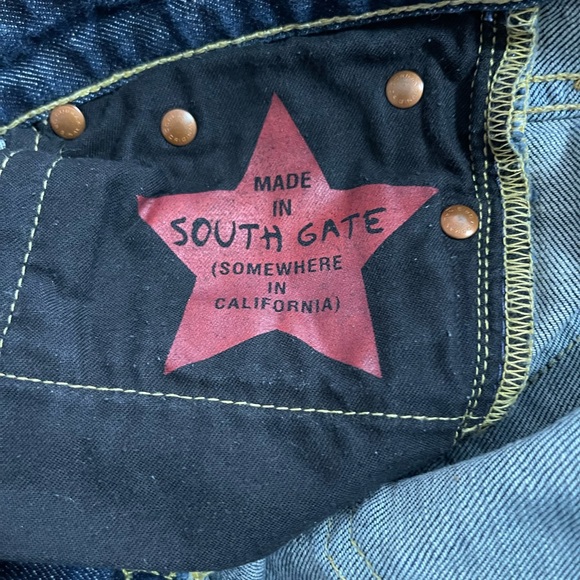 MADE
IN
SOUTH GATE
(SOMEWHERE
IN
CALIFORNIA)